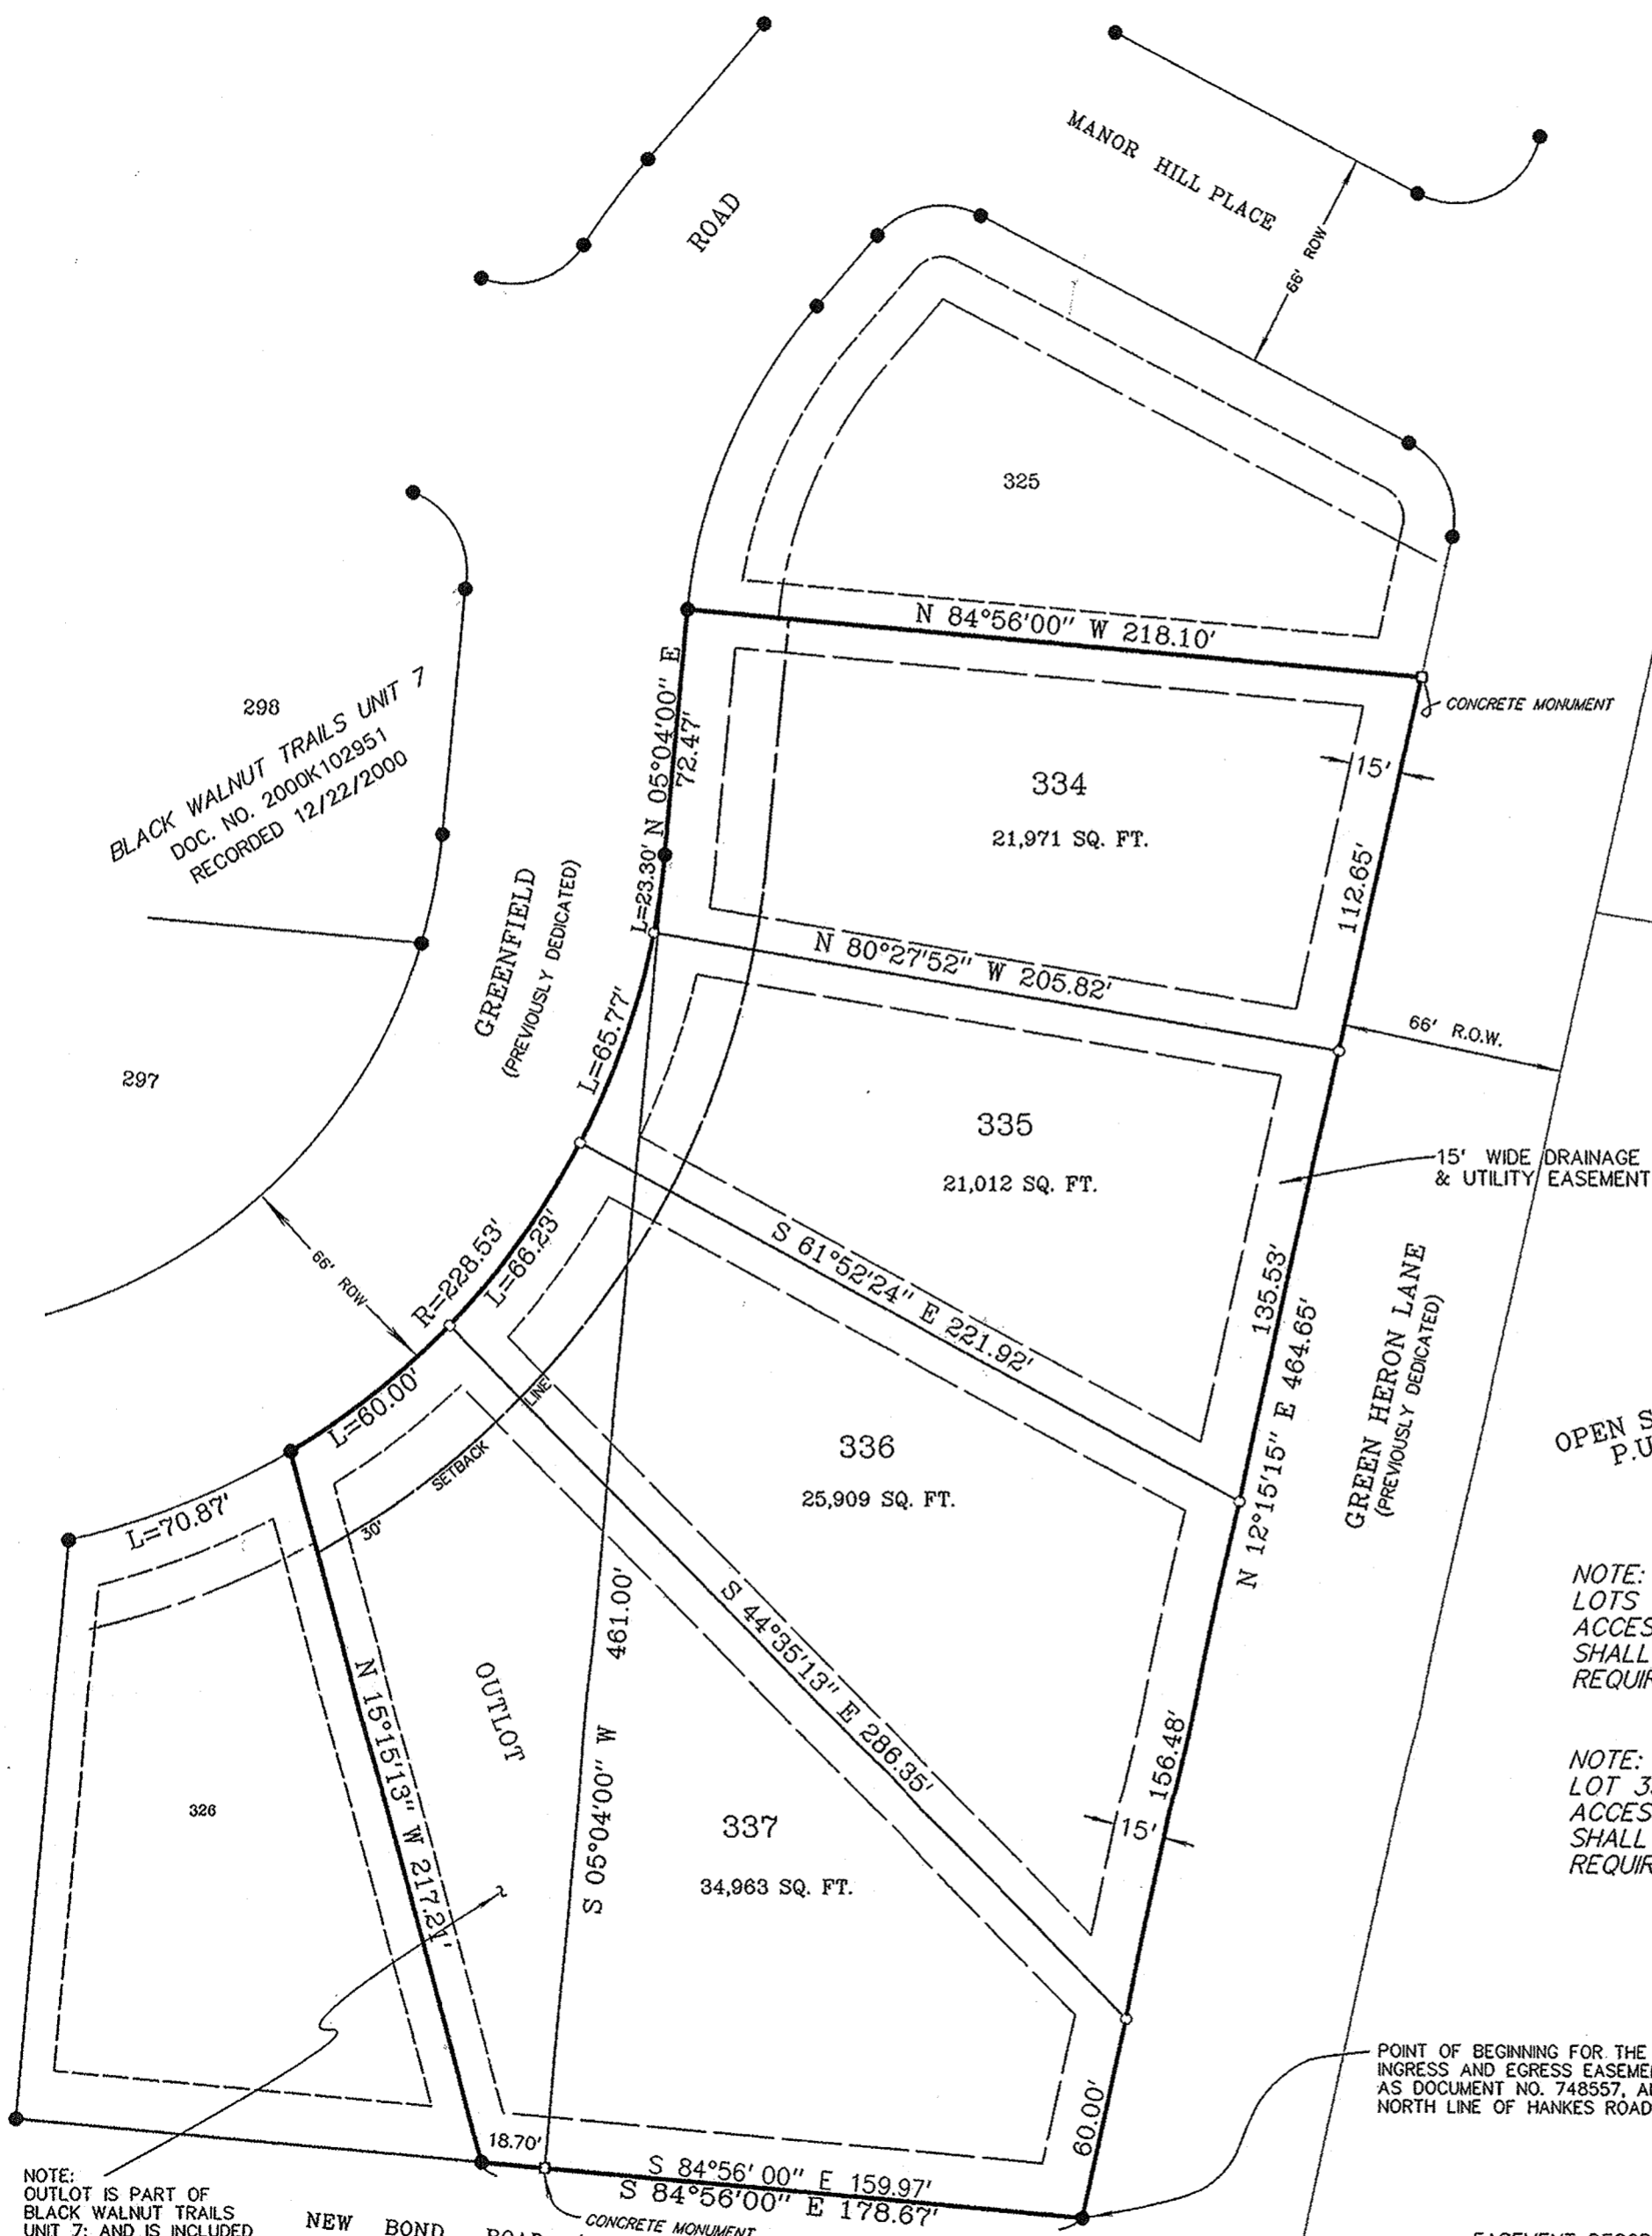 MANOR HILL PLACE
ROAD
66' ROW
325
N 84°56'00" W 218.10'
CONCRETE MONUMENT
298
BLACK WALNUT TRAILS UNIT 7
DOC. NO. 2000K102951
RECORDED 12/22/2000
N 05°04'00" E
72.47'
334
15'
21,971 SQ. FT.
112.65'
L=23.30'
GREENFIELD
(PREVIOUSLY DEDICATED)
N 80°27'52" W 205.82'
L=65.77'
66' R.O.W.
297
335
15' WIDE DRAINAGE
& UTILITY EASEMENT
21,012 SQ. FT.
66' ROW
R=228.53'
L=66.23'
S 61°52'24" E 221.92'
135.53'
N 12°15'15" E 464.65'
GREEN HERON LANE
(PREVIOUSLY DEDICATED)
L=60.00'
LINE
SETBACK
30'
336
25,909 SQ. FT.
OPEN S
P.U
L=70.87'
NOTE:
LOTS
ACCES
SHALL
REQUIR
461.00'
S 05°04'00" W
S 44°35'13" E 286.35'
OUTLOT
N 15°15'13" W 217.21'
156.48'
15'
NOTE:
LOT 3
ACCES
SHALL
REQUIR
326
337
34,963 SQ. FT.
POINT OF BEGINNING FOR THE
INGRESS AND EGRESS EASEME
AS DOCUMENT NO. 748557, A
NORTH LINE OF HANKES ROAD
60.00'
18.70'
S 84°56'00" E 159.97'
S 84°56'00" E 178.67'
CONCRETE MONUMENT
NOTE:
OUTLOT IS PART OF
BLACK WALNUT TRAILS
UNIT 7; AND IS INCLUDED
NEW BOND ROAD